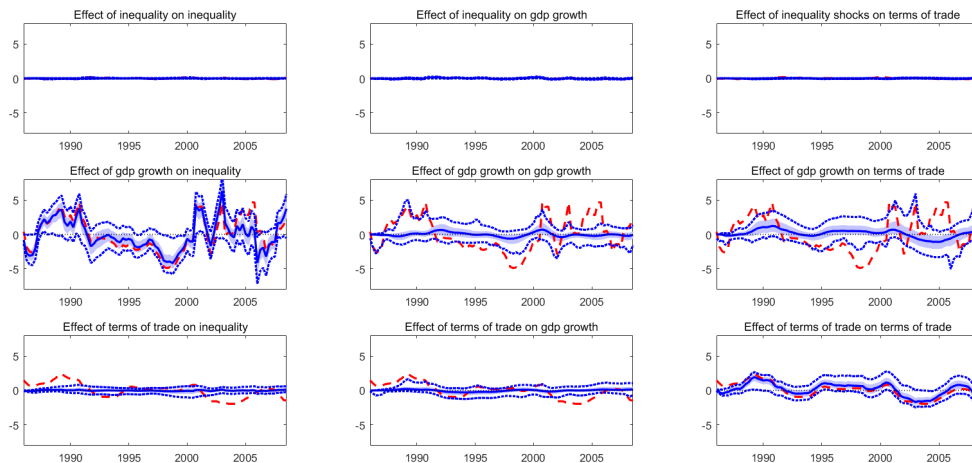 Effect of inequality on inequality
5
0
-5
1990 1995 2000 2005
Effect of inequality on gdp growth
5
0
-5
1990 1995 2000 2005
Effect of inequality shocks on terms of trade
5
0
-5
1990 1995 2000 2005
Effect of gdp growth on inequality
5
0
-5
1990 1995 2000 2005
Effect of gdp growth on gdp growth
5
0
-5
1990 1995 2000 2005
Effect of gdp growth on terms of trade
5
0
-5
1990 1995 2000 2005
Effect of terms of trade on inequality
5
0
-5
1990 1995 2000 2005
Effect of terms of trade on gdp growth
5
0
-5
1990 1995 2000 2005
Effect of terms of trade on terms of trade
5
0
-5
1990 1995 2000 2005